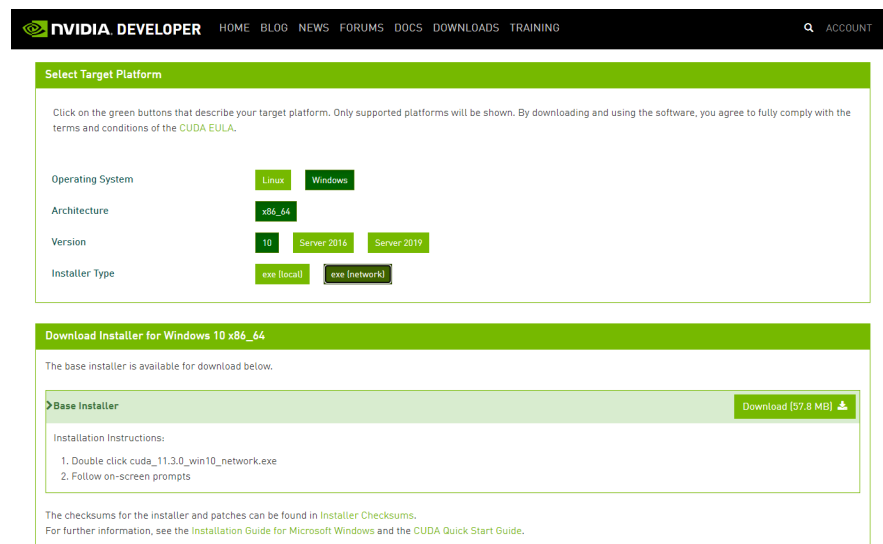 NVIDIA. DEVELOPER HOME BLOG NEWS FORUMS DOCS DOWNLOADS TRAINING ACCOUNT
Select Target Platform
Click on the green buttons that describe your target platform. Only supported platforms will be shown. By downloading and using the software, you agree to fully comply with the
terms and conditions of the CUDA EULA.
Operating System Linux Windows
Architecture x86_64
Version 10 Server 2016 Server 2019
Installer Type exe (local) exe (network)
Download Installer for Windows 10 x86_64
The base installer is available for download below.
Base Installer Download (57.8 MB)
Installation Instructions:
1. Double click cuda_11.3.0_win10_network.exe
2. Follow on-screen prompts
The checksums for the installer and patches can be found in Installer Checksums.
For further information, see the Installation Guide for Microsoft Windows and the CUDA Quick Start Guide.